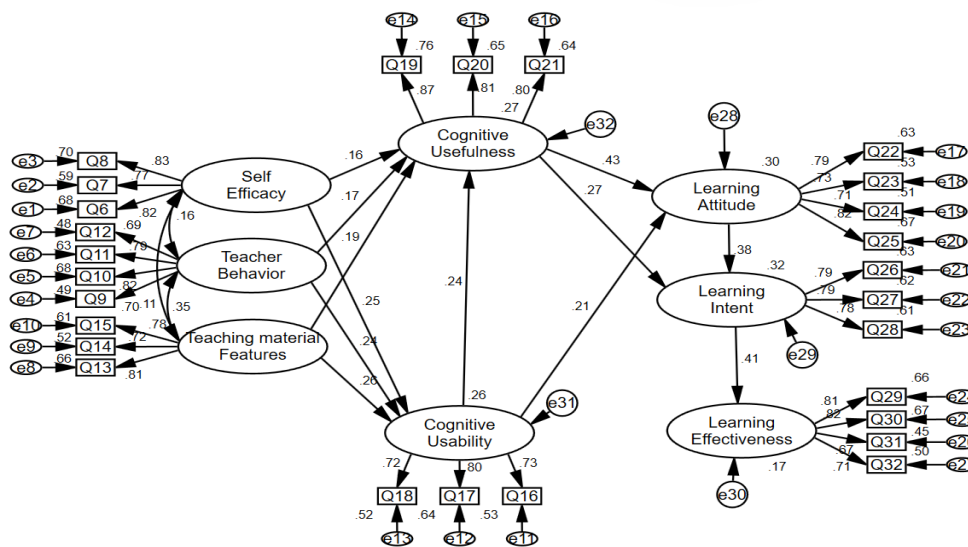 e14 e15 e16
.76 .65 .64
Q19 Q20 Q21
.87 .81 .80
.27
Cognitive
Usefulness
e32
e28
.30
Learning
Attitude
.79 .63
Q22 e17
.73 .53
Q23 e18
.71 .51
Q24 e19
.82 .67
Q25 e20
e3 .70 Q8 .83
e2 .59 Q7 .77
e1 .68 Q6 .82
Self
Efficacy
e7 .48 Q12 .69
e6 .63 Q11 .79
e5 .68 Q10 .82
e4 .49 Q9 .70
Teacher
Behavior
e10 .61 Q15 .78
e9 .52 Q14 .72
e8 .66 Q13 .81
Teaching material
Features
.16
.11
.35
.16
.17
.19
.25
.24
.26
.24
.43
.27
.21
.38
.32
Learning
Intent
e29
.79 .63
Q26 e21
.79 .62
Q27 e22
.78 .61
Q28 e23
.41
.26
Cognitive
Usability
e31
.72 .80 .73
Q18 Q17 Q16
.52 .64 .53
e13 e12 e11
Learning
Effectiveness
.17
e30
.81 .66
Q29
.82 .67
Q30
.67 .45
Q31
.71 .50
Q32